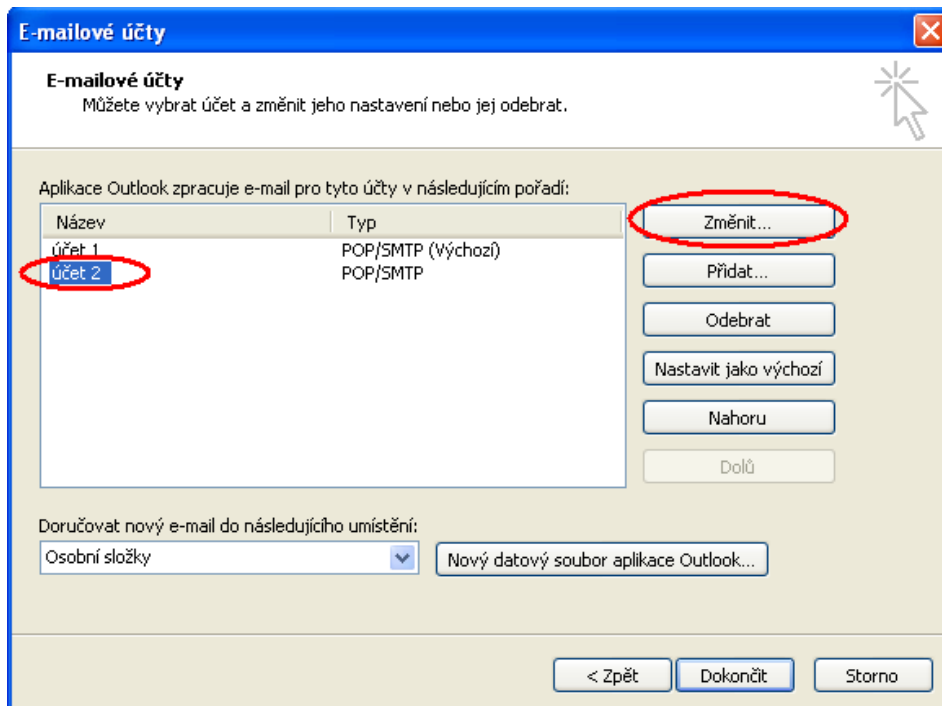 E-mailové účty
E-mailové účty
Můžete vybrat účet a změnit jeho nastavení nebo jej odebrat.
Aplikace Outlook zpracuje e-mail pro tyto účty v následujícím pořadí:
Název Typ
účet 1 POP/SMTP (Výchozí)
účet 2 POP/SMTP
Změnit...
Přidat...
Odebrat
Nastavit jako výchozí
Nahoru
Dolů
Doručovat nový e-mail do následujícího umístění:
Osobní složky
Nový datový soubor aplikace Outlook...
< Zpět Dokončit Storno